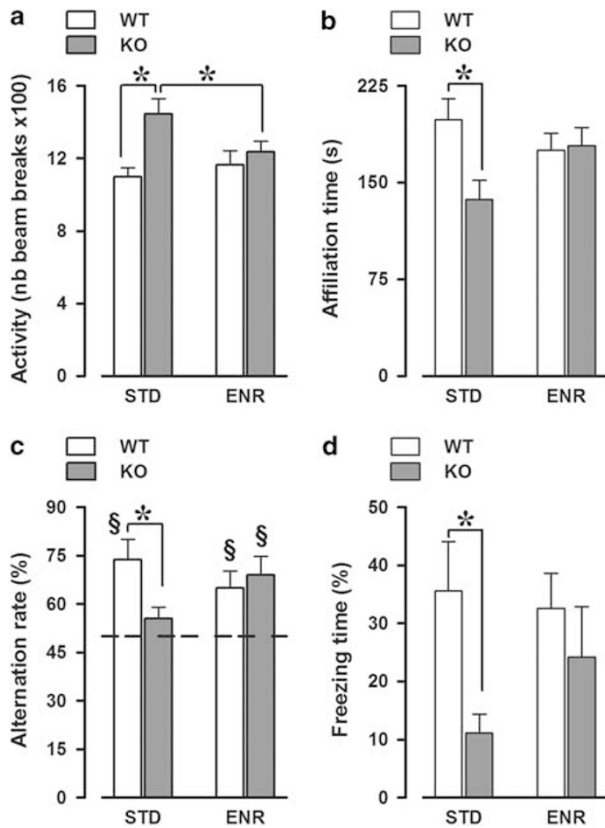 a
WT
KO
Activity (nb beam breaks x100)
16
12
8
4
0
*
*
STD
ENR
b
WT
KO
Affiliation time (s)
225
150
75
0
*
STD
ENR
c
WT
KO
Alternation rate (%)
90
75
60
45
30
15
0
§
*
§
§
STD
ENR
d
WT
KO
Freezing time (%)
50
40
30
20
10
0
*
STD
ENR